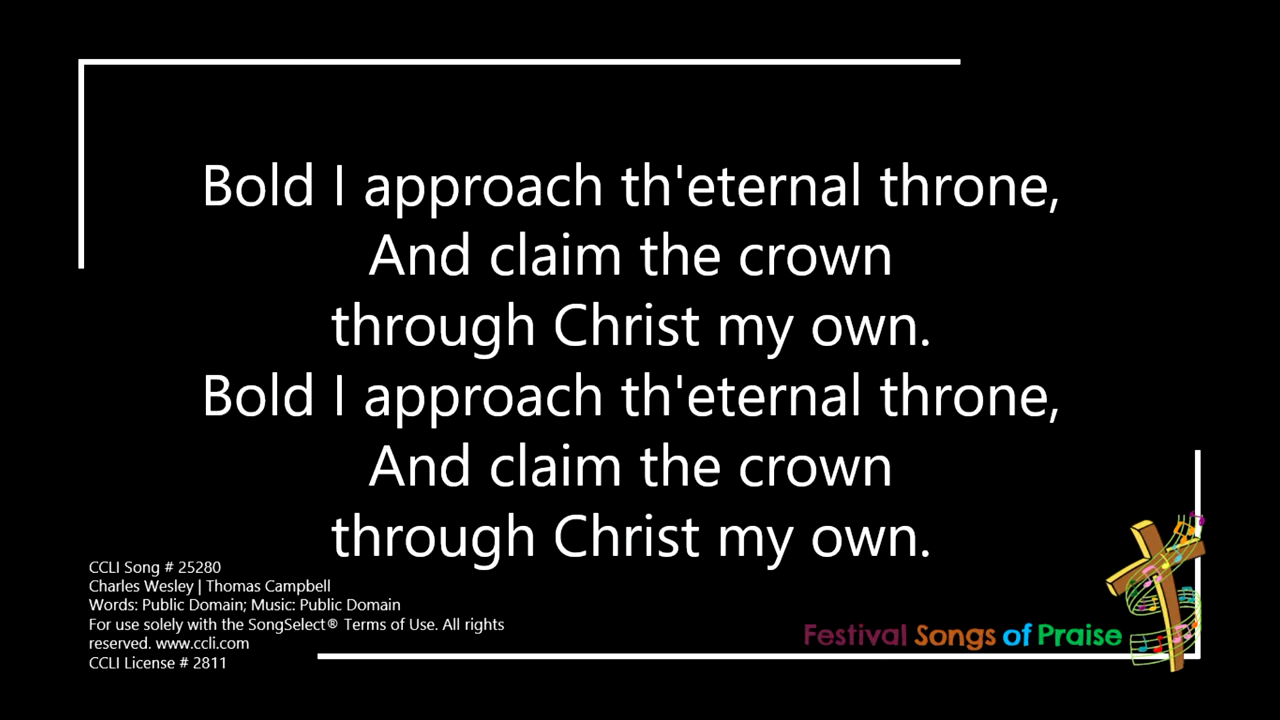 Bold I approach th'eternal throne,
And claim the crown
through Christ my own.
Bold I approach th'eternal throne,
And claim the crown
through Christ my own.
CCLI Song # 25280
Charles Wesley | Thomas Campbell
Words: Public Domain; Music: Public Domain
For use solely with the SongSelect® Terms of Use. All rights
reserved. www.ccli.com
CCLI License # 2811
Festival Songs of Praise